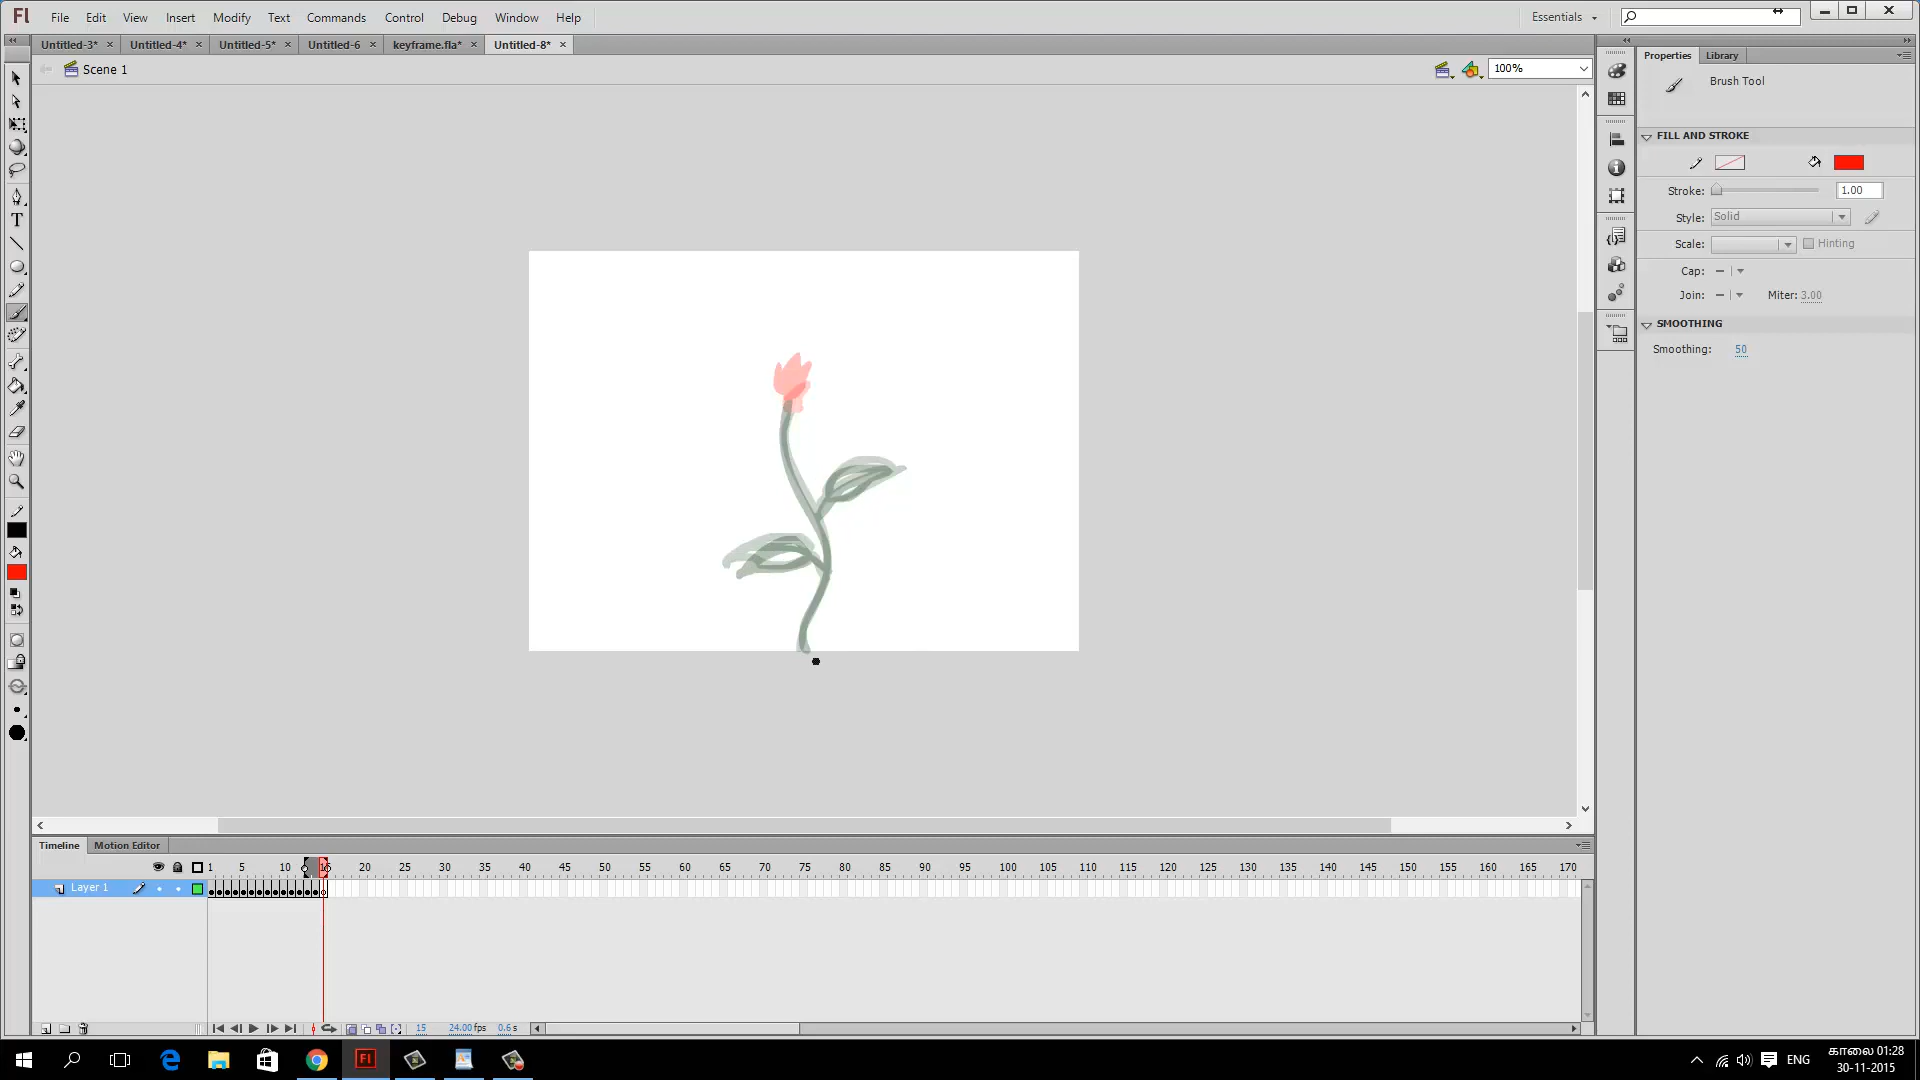 Fl File Edit View Insert Modify Text Commands Control Debug Window Help Essentials
Untitled-3* × Untitled-4* × Untitled-5* × Untitled-6 × keyframe.fla* × Untitled-8* ×
Scene 1 100%
Properties Library
Brush Tool
FILL AND STROKE
Stroke: 1.00
Style: Solid
Scale: Hinting
Cap:
Join: Miter: 3.00
SMOOTHING
Smoothing: 50
T
Timeline Motion Editor
1 5 10 15 20 25 30 35 40 45 50 55 60 65 70 75 80 85 90 95 100 105 110 115 120 125 130 135 140 145 150 155 160 165 170
Layer 1
15 24.00 fps 0.6 s
Fl ENG காலை 01:28
30-11-2015